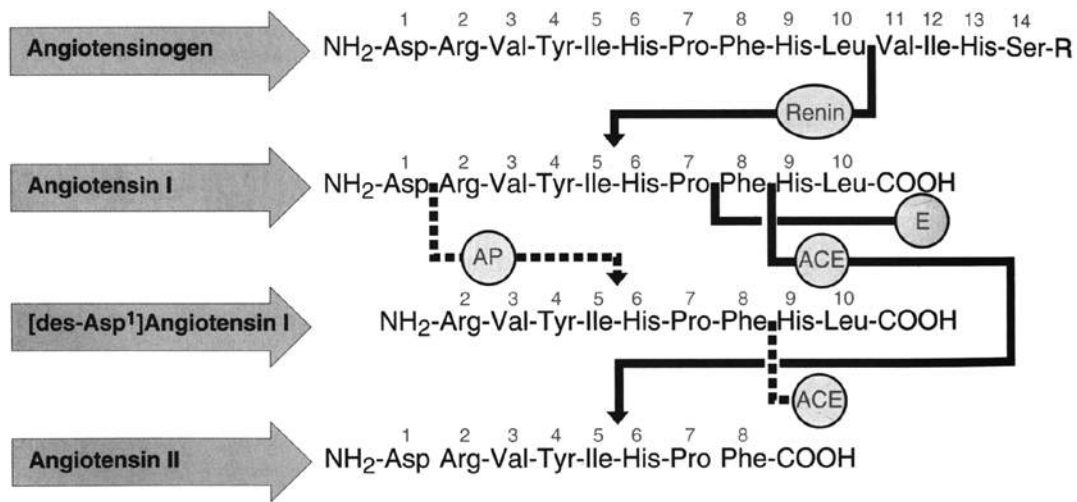 1 2 3 4 5 6 7 8 9 10 11 12 13 14
Angiotensinogen NH2-Asp-Arg-Val-Tyr-Ile-His-Pro-Phe-His-Leu Val-Ile-His-Ser-R
Renin
1 2 3 4 5 6 7 8 9 10
Angiotensin I NH2-Asp Arg-Val-Tyr-Ile-His-Pro Phe His-Leu-COOH
E
AP ACE
2 3 4 5 6 7 8 9 10
[des-Asp¹]Angiotensin I NH2-Arg-Val-Tyr-Ile-His-Pro-Phe His-Leu-COOH
ACE
1 2 3 4 5 6 7 8
Angiotensin II NH2-Asp Arg-Val-Tyr-Ile-His-Pro Phe-COOH